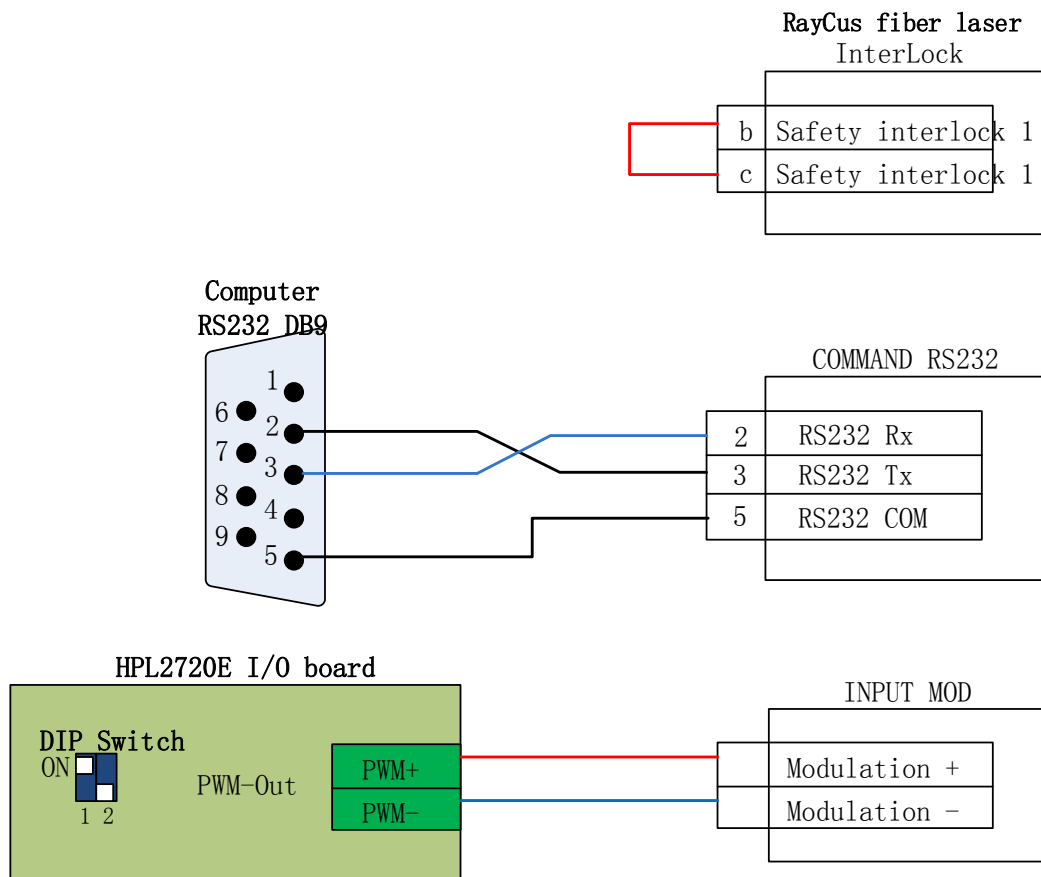 RayCus fiber laser
InterLock
b Safety interlock 1
c Safety interlock 1
Computer
RS232 DB9
1
6
2
7
3
8
4
9
5
COMMAND RS232
2 RS232 Rx
3 RS232 Tx
5 RS232 COM
HPL2720E I/O board
DIP Switch
ON
1 2
PWM-Out
PWM+
PWM-
INPUT MOD
Modulation +
Modulation -